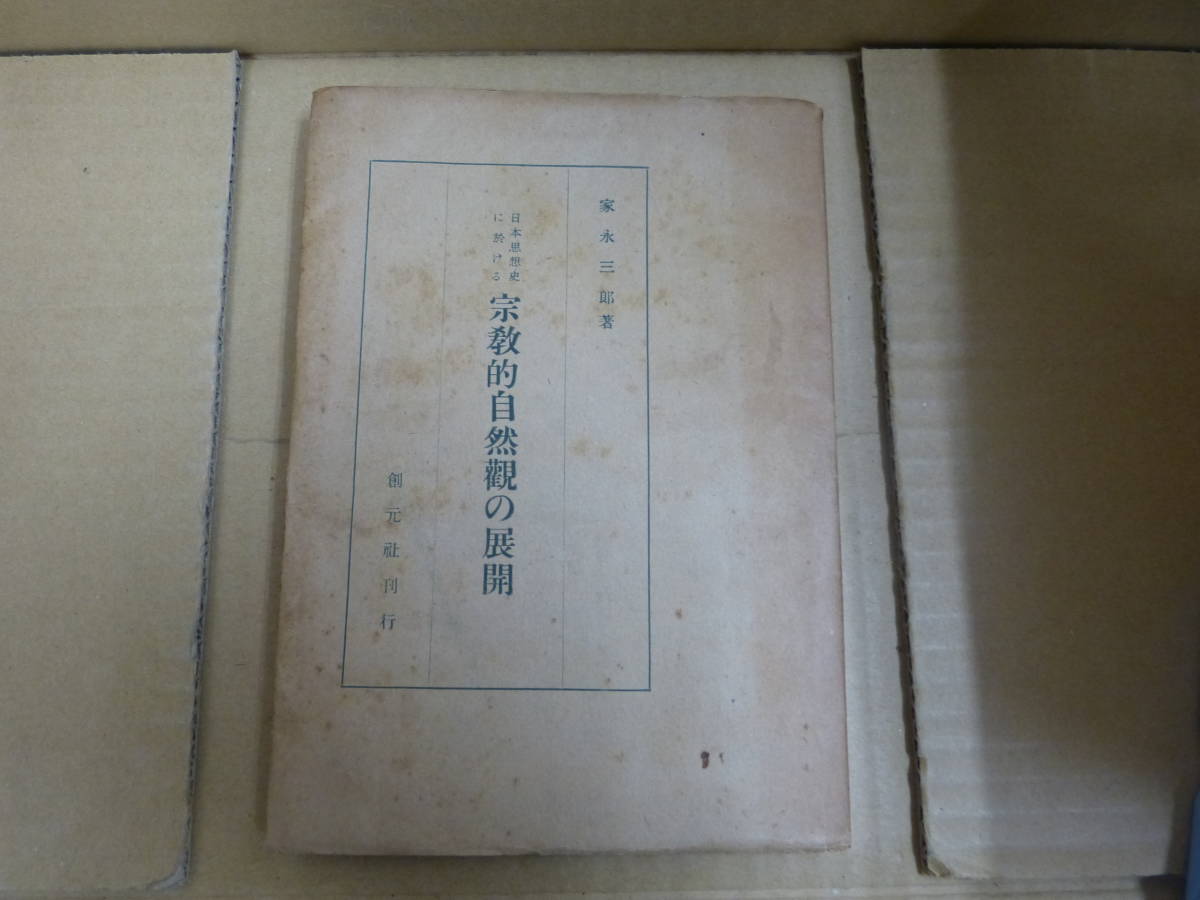 家永三郎著
日本思想史
に於ける
宗教的自然觀の展開
創元社刊行